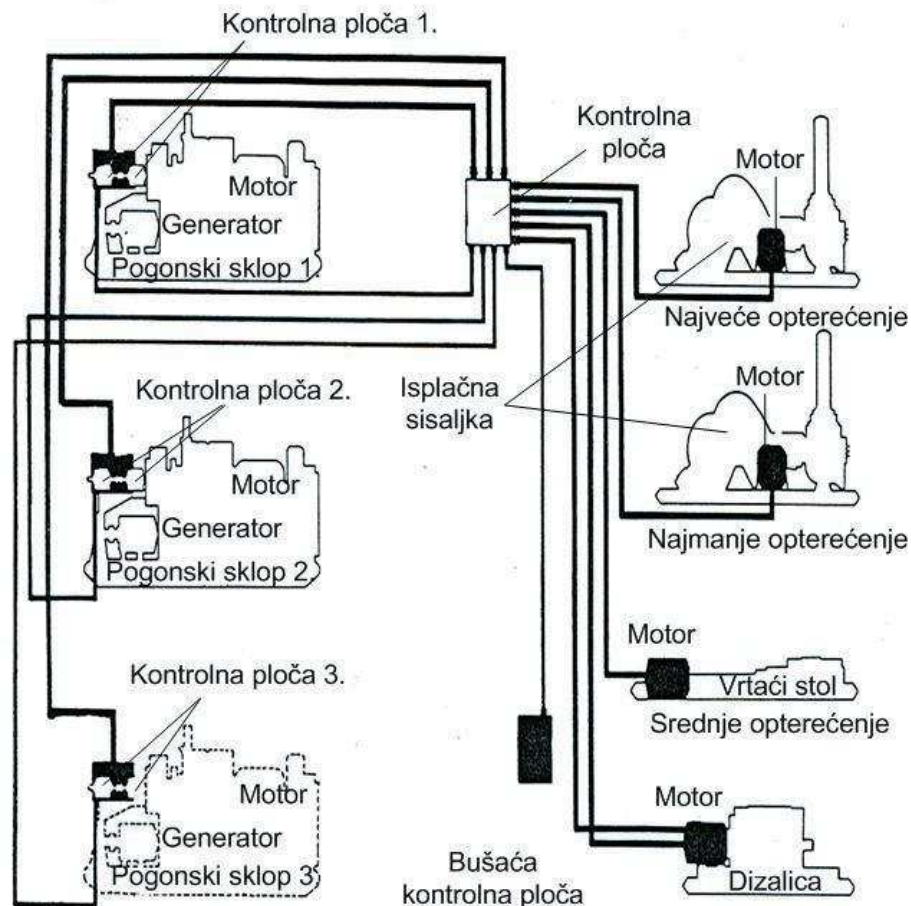 Kontrolna ploča 1.
Kontrolna
ploča
Motor
Motor
Generator
Pogonski sklop 1
Najveće opterećenje
Kontrolna ploča 2.
Isplačna
sisaljka
Motor
Motor
Generator
Pogonski sklop 2
Najmanje opterećenje
Motor
Kontrolna ploča 3.
Vrtaći stol
Srednje opterećenje
Motor
Motor
Generator
Pogonski sklop 3
Bušaća
kontrolna ploča
Dizalica